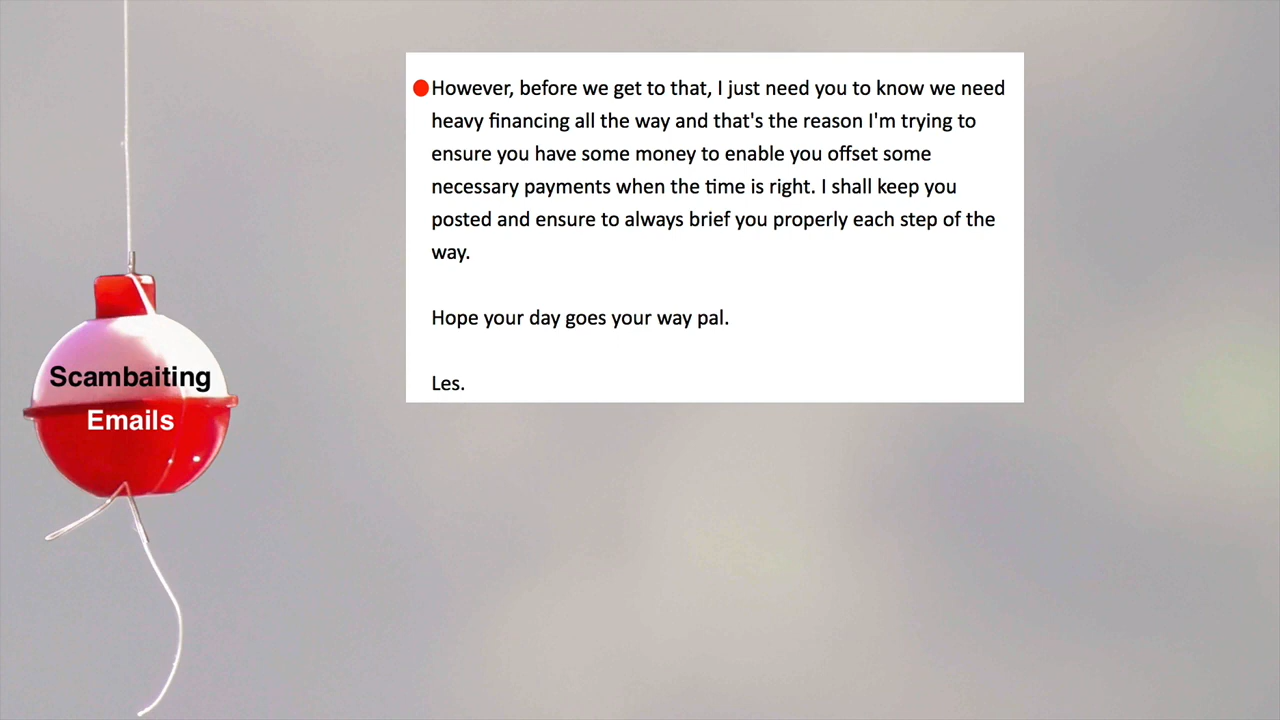 However, before we get to that, I just need you to know we need
heavy financing all the way and that's the reason I'm trying to
ensure you have some money to enable you offset some
necessary payments when the time is right. I shall keep you
posted and ensure to always brief you properly each step of the
way.
Hope your day goes your way pal.
Les.
Scambaiting
Emails